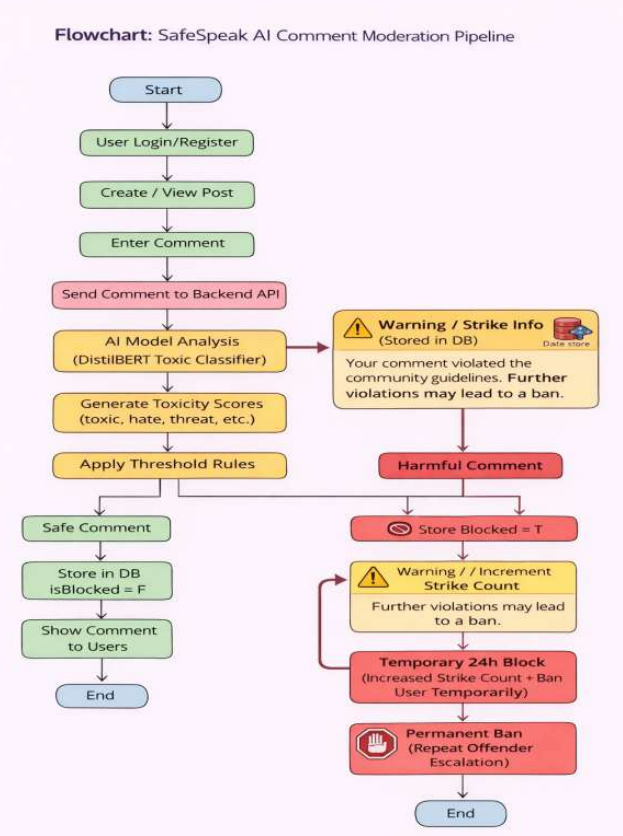 Flowchart: SafeSpeak AI Comment Moderation Pipeline
Start
User Login/Register
Create / View Post
Enter Comment
Send Comment to Backend API
AI Model Analysis
(DistilBERT Toxic Classifier)
Generate Toxicity Scores
(toxic, hate, threat, etc.)
Apply Threshold Rules
Safe Comment
Store in DB
isBlocked = F
Show Comment
to Users
End
Warning / Strike Info
(Stored in DB)
Date store
Your comment violated the
community guidelines. Further
violations may lead to a ban.
Harmful Comment
Store Blocked = T
Warning / / Increment
Strike Count
Further violations may lead
to a ban.
Temporary 24h Block
(Increased Strike Count + Ban
User Temporarily)
Permanent Ban
(Repeat Offender
Escalation)
End